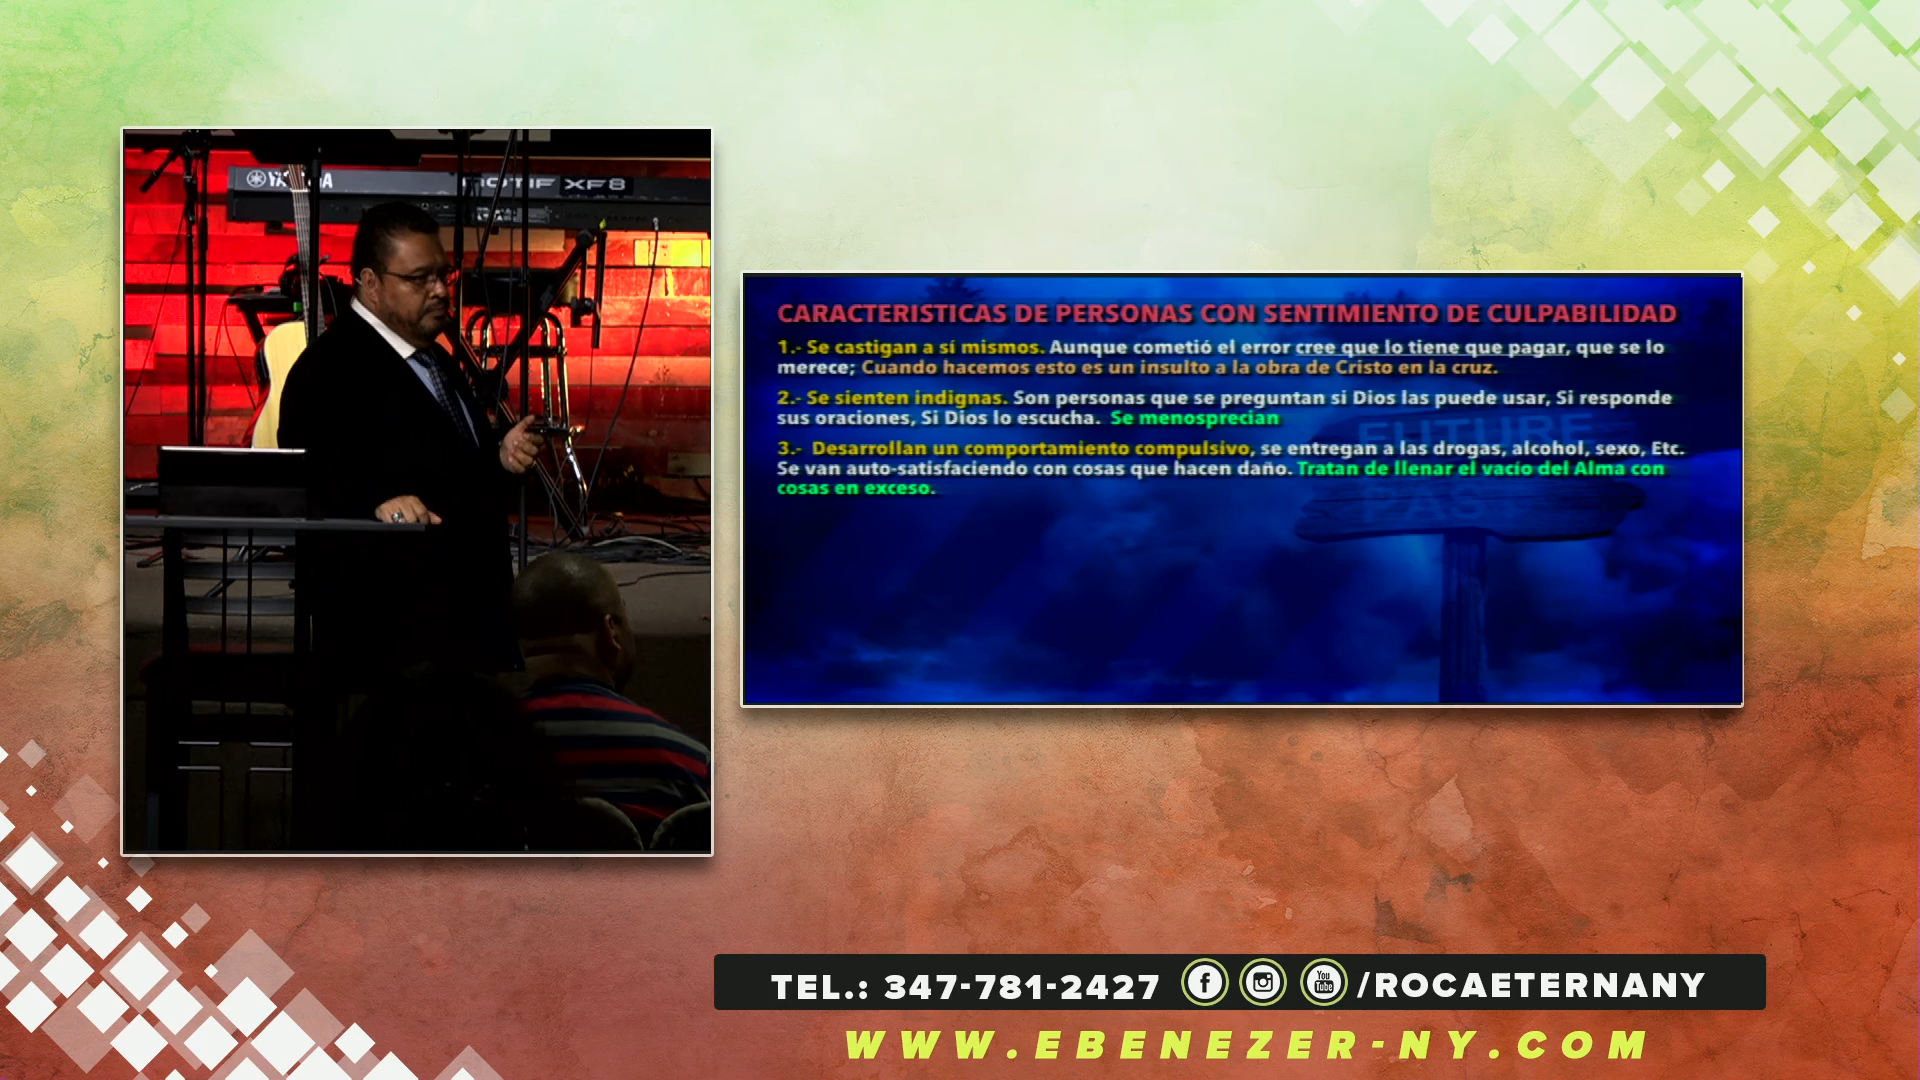 MOTIF XF8
CARACTERISTICAS DE PERSONAS CON SENTIMIENTO DE CULPABILIDAD
1.- Se castigan a sí mismos. Aunque cometió el error cree que lo tiene que pagar, que se lo
merece; Cuando hacemos esto es un insulto a la obra de Cristo en la cruz.
2.- Se sienten indignas. Son personas que se preguntan si Dios las puede usar, Si responde
sus oraciones, Si Dios lo escucha. Se menosprecian
3.- Desarrollan un comportamiento compulsivo, se entregan a las drogas, alcohol, sexo, Etc.
Se van auto-satisfaciendo con cosas que hacen daño. Tratan de llenar el vacío del Alma con
cosas en exceso.
FUTURE
PAST
TEL.: 347-781-2427 f You Tube /ROCAETERNANY
WWW.EBENEZER-NY.COM